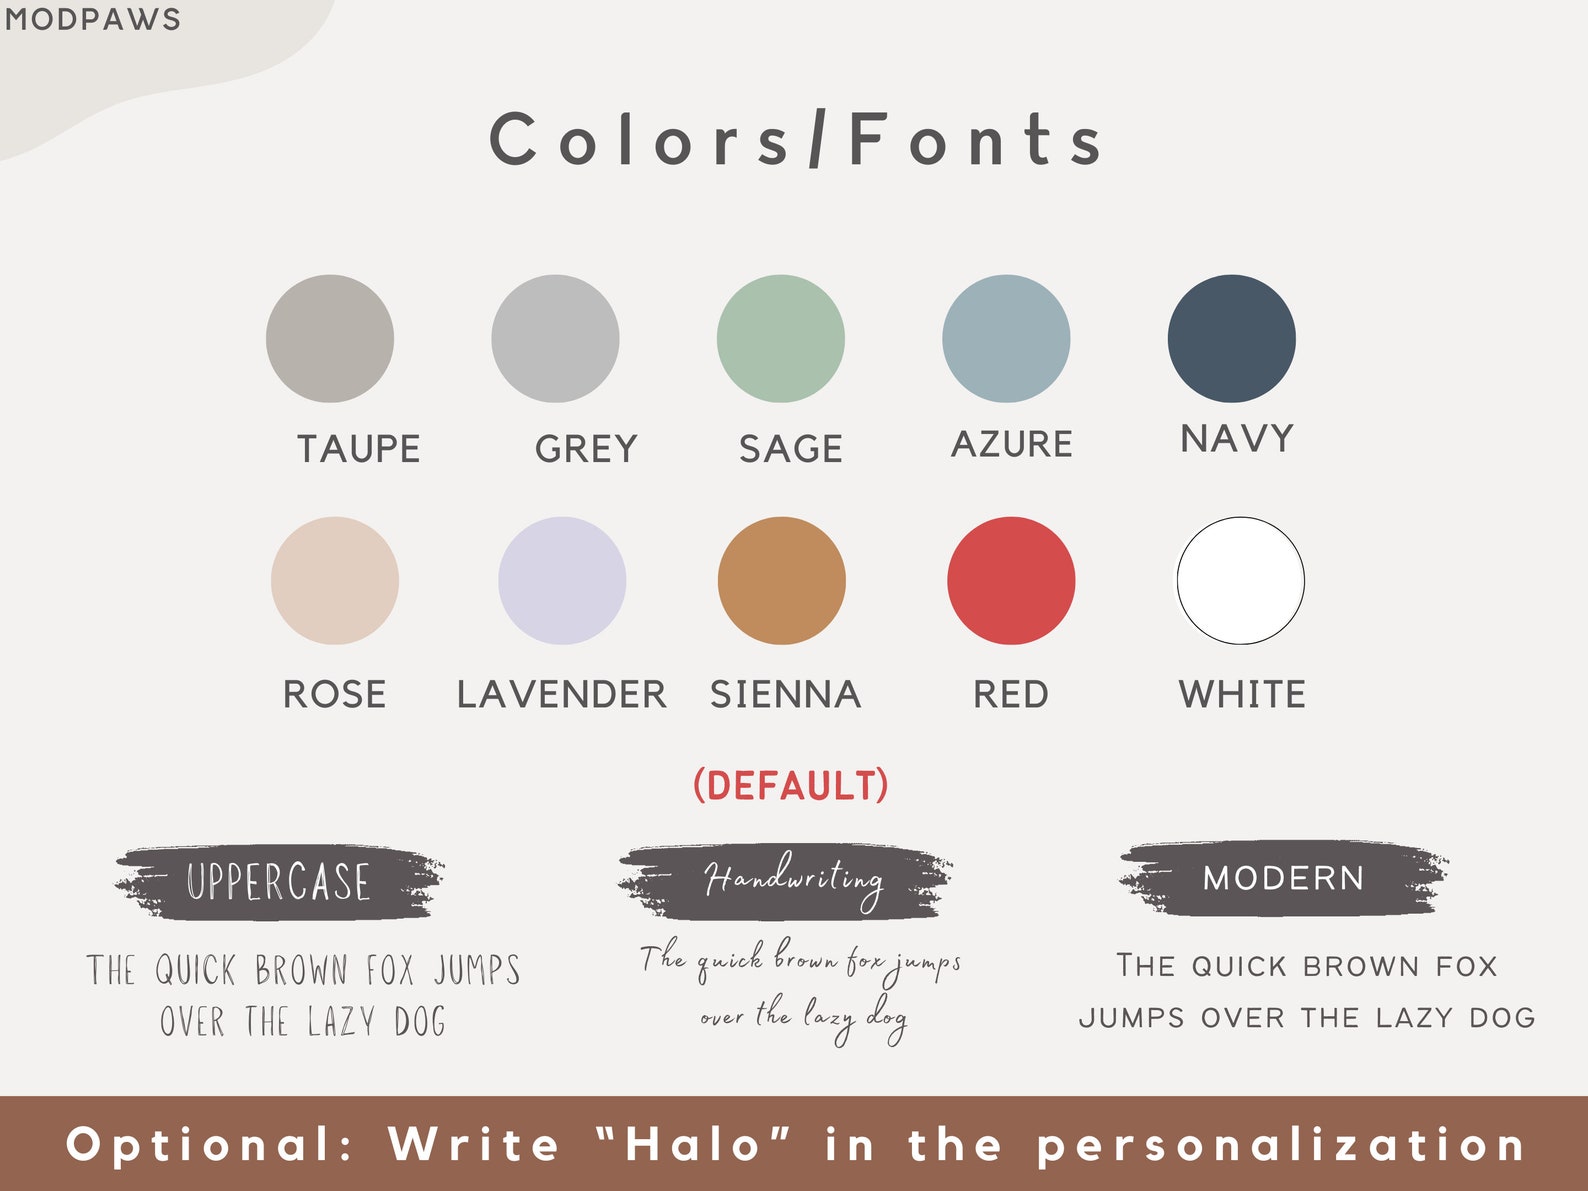 MODPAWS
Colors/Fonts
TAUPE GREY SAGE AZURE NAVY
ROSE LAVENDER SIENNA RED WHITE
(DEFAULT)
UPPERCASE Handwriting MODERN
THE QUICK BROWN FOX JUMPS
OVER THE LAZY DOG
The quick brown fox jumps
over the lazy dog
THE QUICK BROWN FOX
JUMPS OVER THE LAZY DOG
Optional: Write “Halo” in the personalization